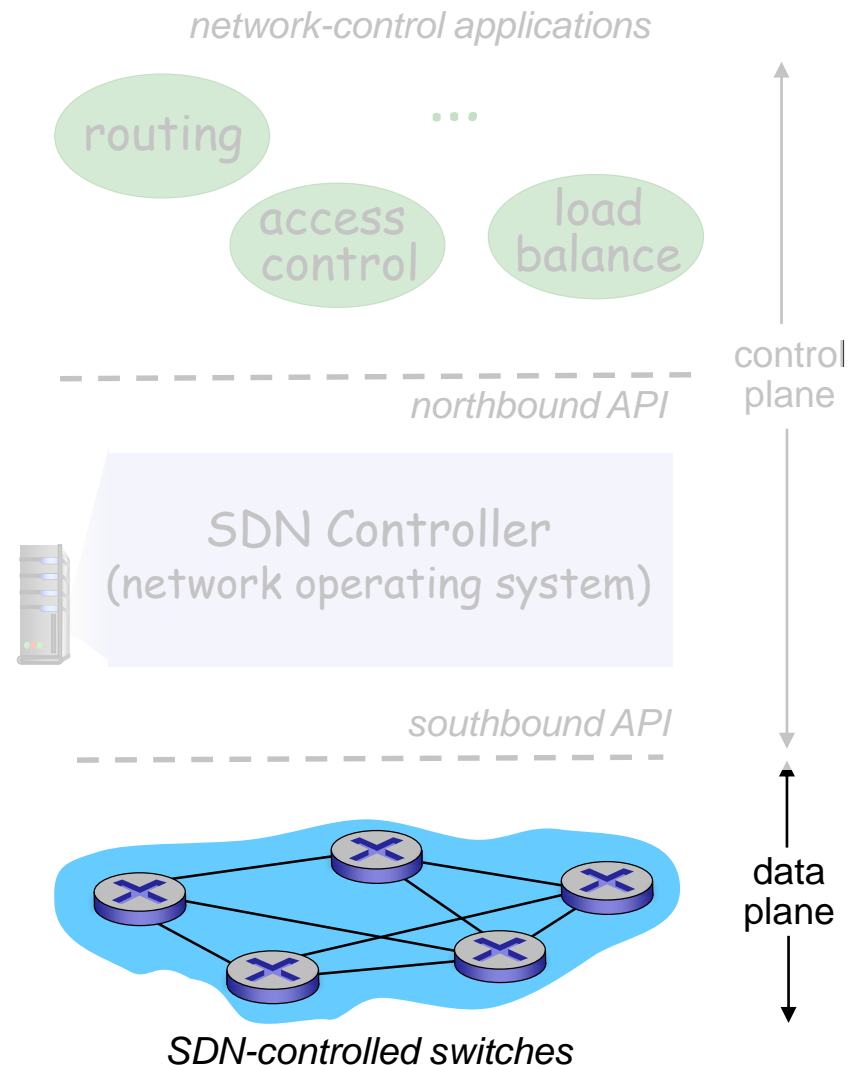 network-control applications
routing
…
access
control
load
balance
control
plane
northbound API
SDN Controller
(network operating system)
southbound API
data
plane
SDN-controlled switches